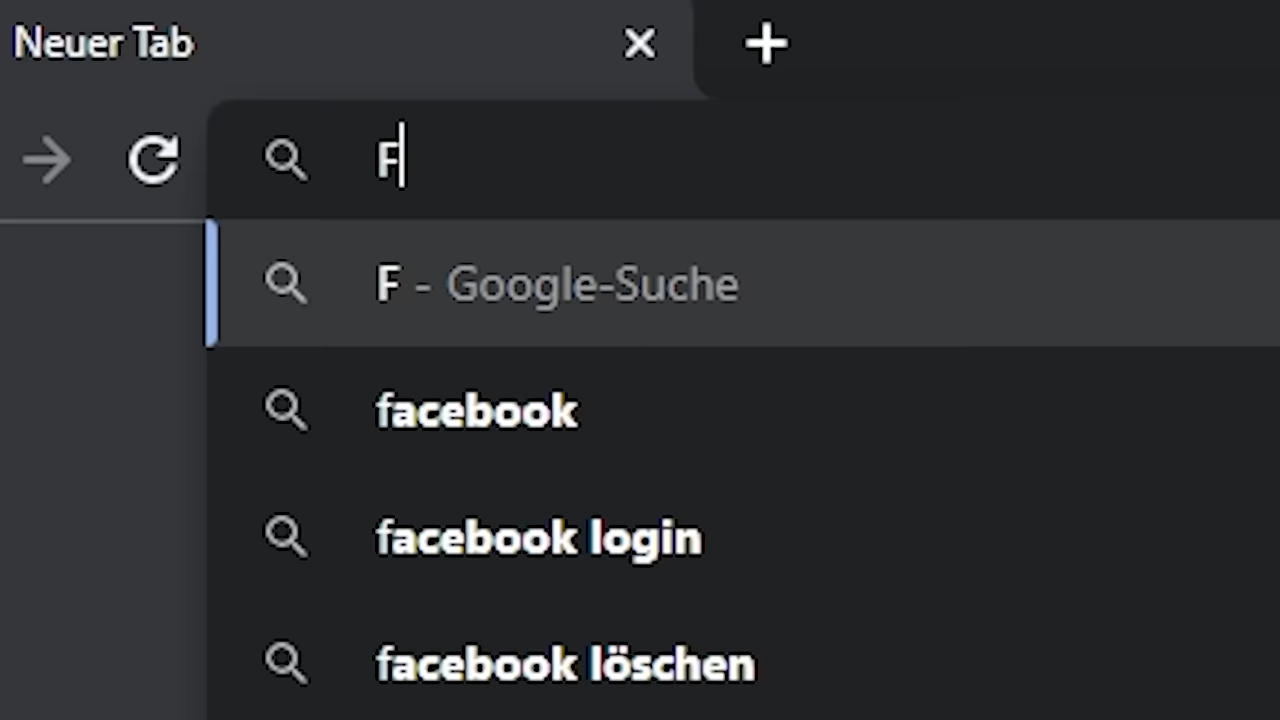 Neuer Tab
F
F - Google-Suche
facebook
facebook login
facebook löschen